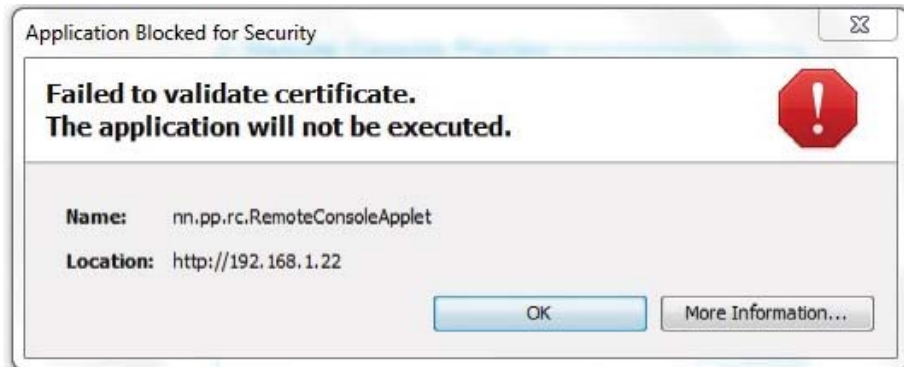 Application Blocked for Security
Failed to validate certificate.
The application will not be executed.
Name: nn.pp.rc.RemoteConsoleApplet
Location: http://192.168.1.22
OK More Information...